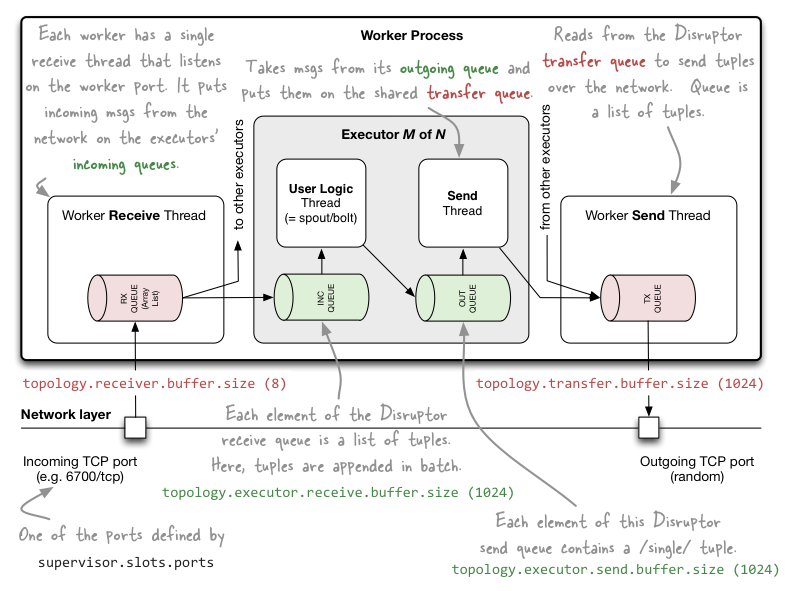 Each worker has a single
receive thread that listens
on the worker port. It puts
incoming msgs from the
network on the executors'
incoming queues.
Worker Process
Takes msgs from its outgoing queue and
puts them on the shared transfer queue.
Reads from the Disruptor
transfer queue to send tuples
over the network. Queue is
a list of tuples.
Worker Receive Thread
RX
QUEUE
(Array
List)
to other executors
Executor M of N
User Logic
Thread
(= spout/bolt)
Send
Thread
INC
QUEUE
OUT
QUEUE
from other executors
Worker Send Thread
TX
QUEUE
topology.receiver.buffer.size (8)
topology.transfer.buffer.size (1024)
Network layer
Each element of the Disruptor
receive queue is a list of tuples.
Here, tuples are appended in batch.
topology.executor.receive.buffer.size (1024)
Incoming TCP port
(e.g. 6700/tcp)
Outgoing TCP port
(random)
One of the ports defined by
supervisor.slots.ports
Each element of this Disruptor
send queue contains a /single/ tuple.
topology.executor.send.buffer.size (1024)